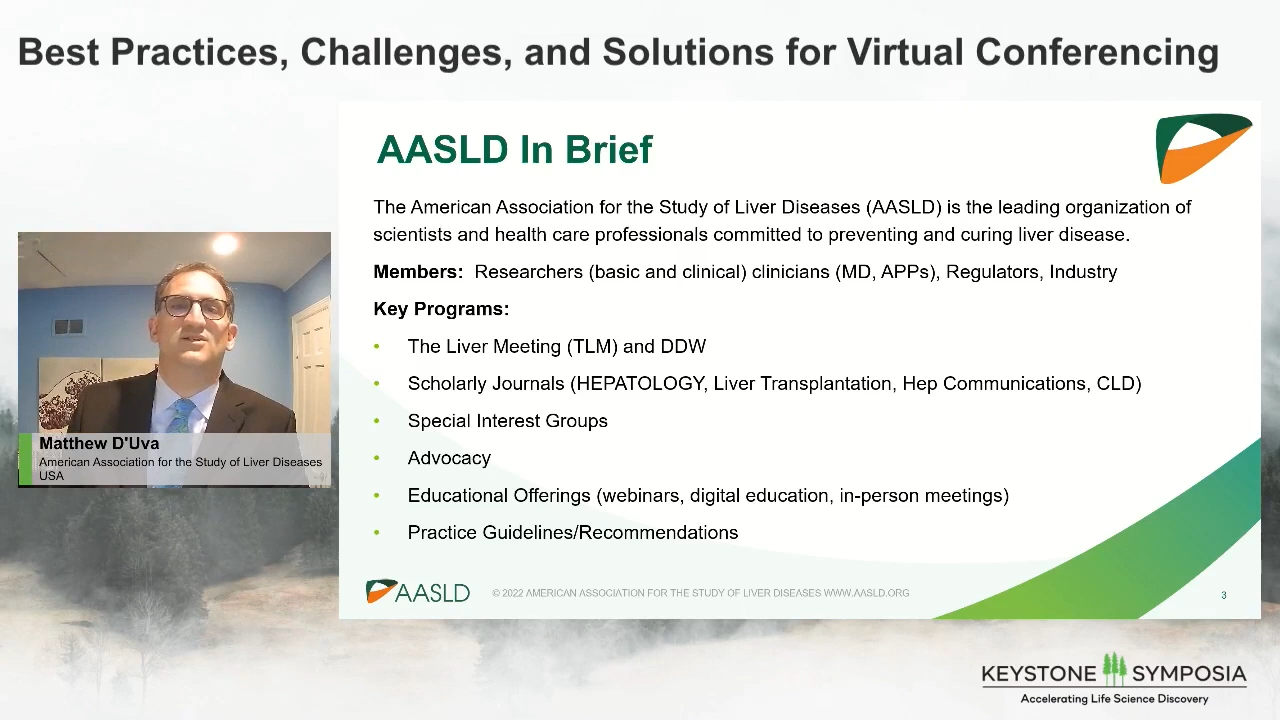 Best Practices, Challenges, and Solutions for Virtual Conferencing
AASLD In Brief
The American Association for the Study of Liver Diseases (AASLD) is the leading organization of
scientists and health care professionals committed to preventing and curing liver disease.
Members: Researchers (basic and clinical) clinicians (MD, APPs), Regulators, Industry
Key Programs:
• The Liver Meeting (TLM) and DDW
• Scholarly Journals (HEPATOLOGY, Liver Transplantation, Hep Communications, CLD)
• Special Interest Groups
• Advocacy
• Educational Offerings (webinars, digital education, in-person meetings)
• Practice Guidelines/Recommendations
AASLD © 2022 AMERICAN ASSOCIATION FOR THE STUDY OF LIVER DISEASES WWW.AASLD.ORG 3
Matthew D'Uva
American Association for the Study of Liver Diseases
USA
KEYSTONE SYMPOSIA
Accelerating Life Science Discovery